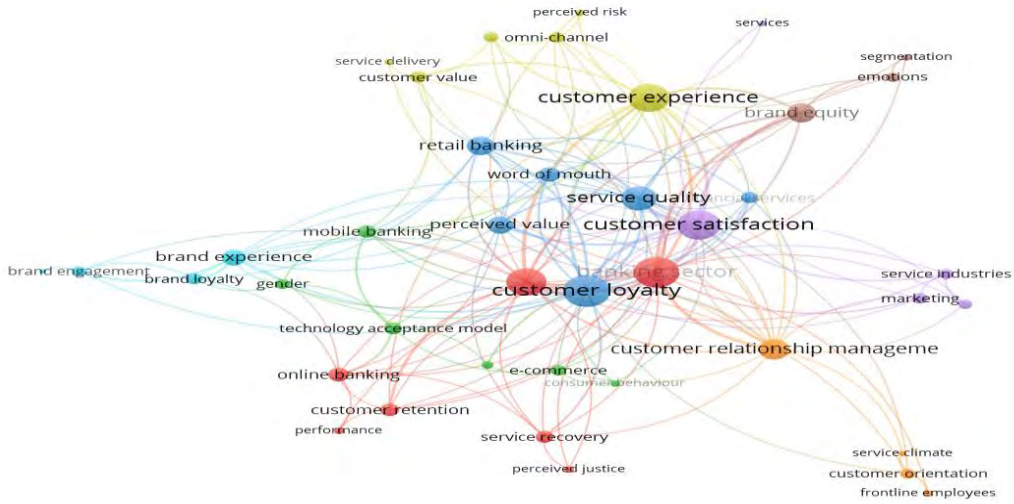 perceived risk
services
omni-channel
segmentation
service delivery
customer value
emotions
customer experience
brand equity
retail banking
word of mouth
service quality
services
perceived value
customer satisfaction
mobile banking
brand experience
brand engagement
brand loyalty
gender
banking sector
customer loyalty
service industries
marketing
technology acceptance model
customer relationship manageme
online banking
e-commerce
consumer behaviour
customer retention
performance
service recovery
perceived justice
service climate
customer orientation
frontline employees